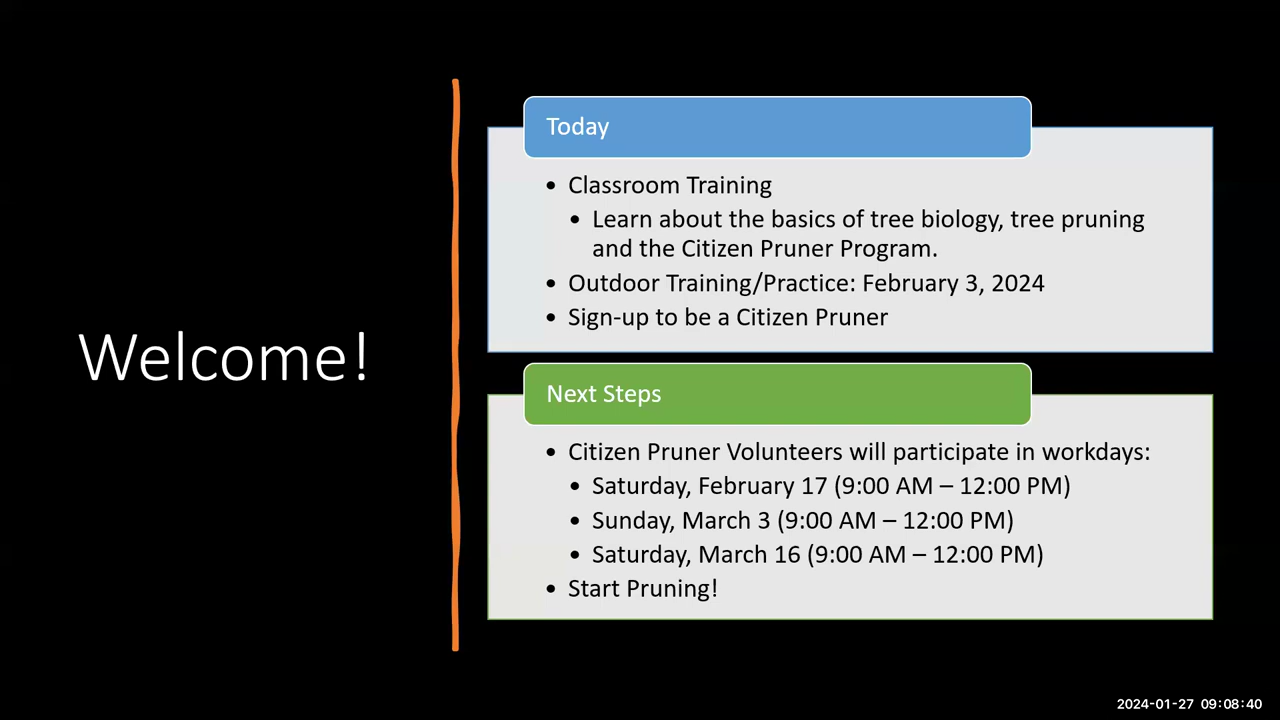 Welcome!
Today
• Classroom Training
• Learn about the basics of tree biology, tree pruning
and the Citizen Pruner Program.
• Outdoor Training/Practice: February 3, 2024
• Sign-up to be a Citizen Pruner
Next Steps
• Citizen Pruner Volunteers will participate in workdays:
• Saturday, February 17 (9:00 AM – 12:00 PM)
• Sunday, March 3 (9:00 AM – 12:00 PM)
• Saturday, March 16 (9:00 AM – 12:00 PM)
• Start Pruning!
2024-01-27 09:08:40